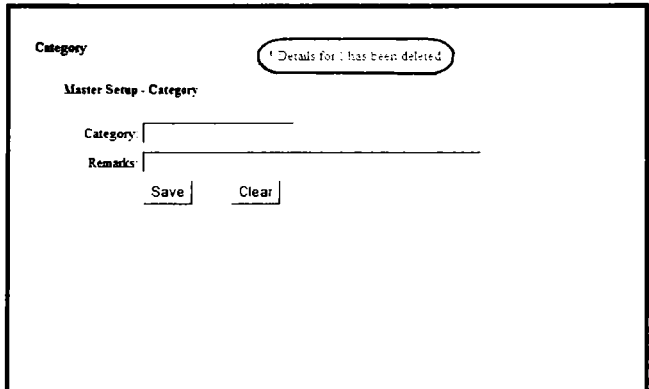 Category
* Details for 1 has been deleted
Master Setup - Category
Category:
Remarks:
Save Clear